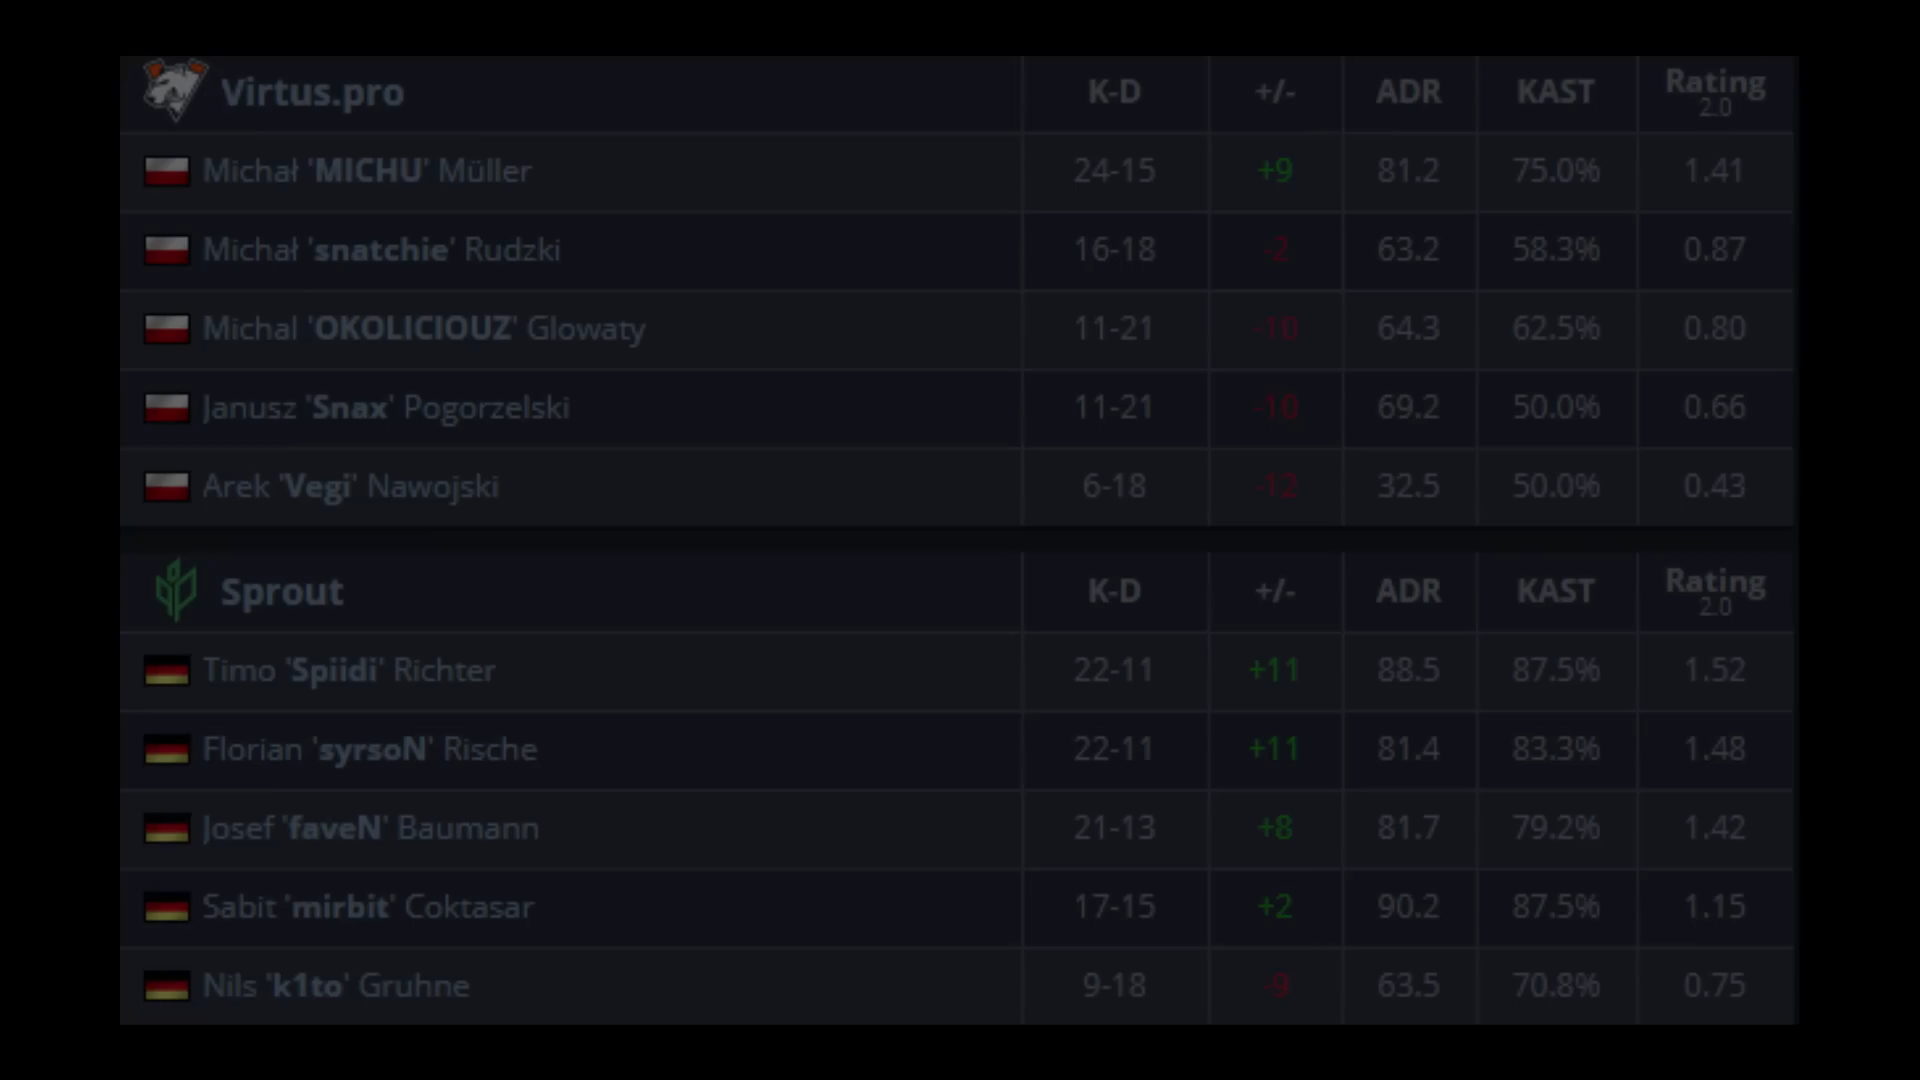 Virtus.pro K-D +/- ADR KAST Rating 2.0
Michał 'MICHU' Müller 24-15 +9 81.2 75.0% 1.41
Michał 'snatchie' Rudzki 16-18 -2 63.2 58.3% 0.87
Michal 'OKOLICIOUZ' Glowaty 11-21 -10 64.3 62.5% 0.80
Janusz 'Snax' Pogorzelski 11-21 -10 69.2 50.0% 0.66
Arek 'Vegi' Nawojski 6-18 -12 32.5 50.0% 0.43
Sprout K-D +/- ADR KAST Rating 2.0
Timo 'Spiidi' Richter 22-11 +11 88.5 87.5% 1.52
Florian 'syrsoN' Rische 22-11 +11 81.4 83.3% 1.48
Josef 'faveN' Baumann 21-13 +8 81.7 79.2% 1.42
Sabit 'mirbit' Coktasar 17-15 +2 90.2 87.5% 1.15
Nils 'k1to' Gruhne 9-18 -9 63.5 70.8% 0.75